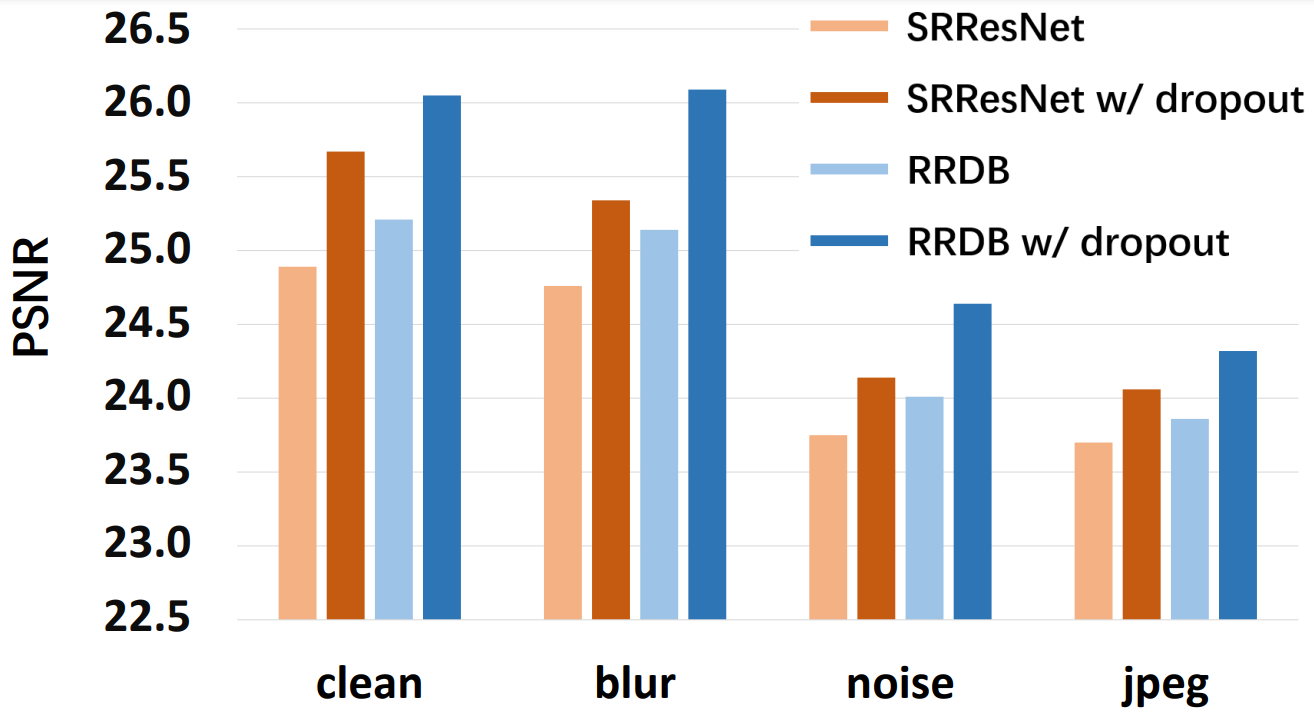 PSNR
26.5
26.0
25.5
25.0
24.5
24.0
23.5
23.0
22.5
clean
blur
noise
jpeg
SRResNet
SRResNet w/ dropout
RRDB
RRDB w/ dropout